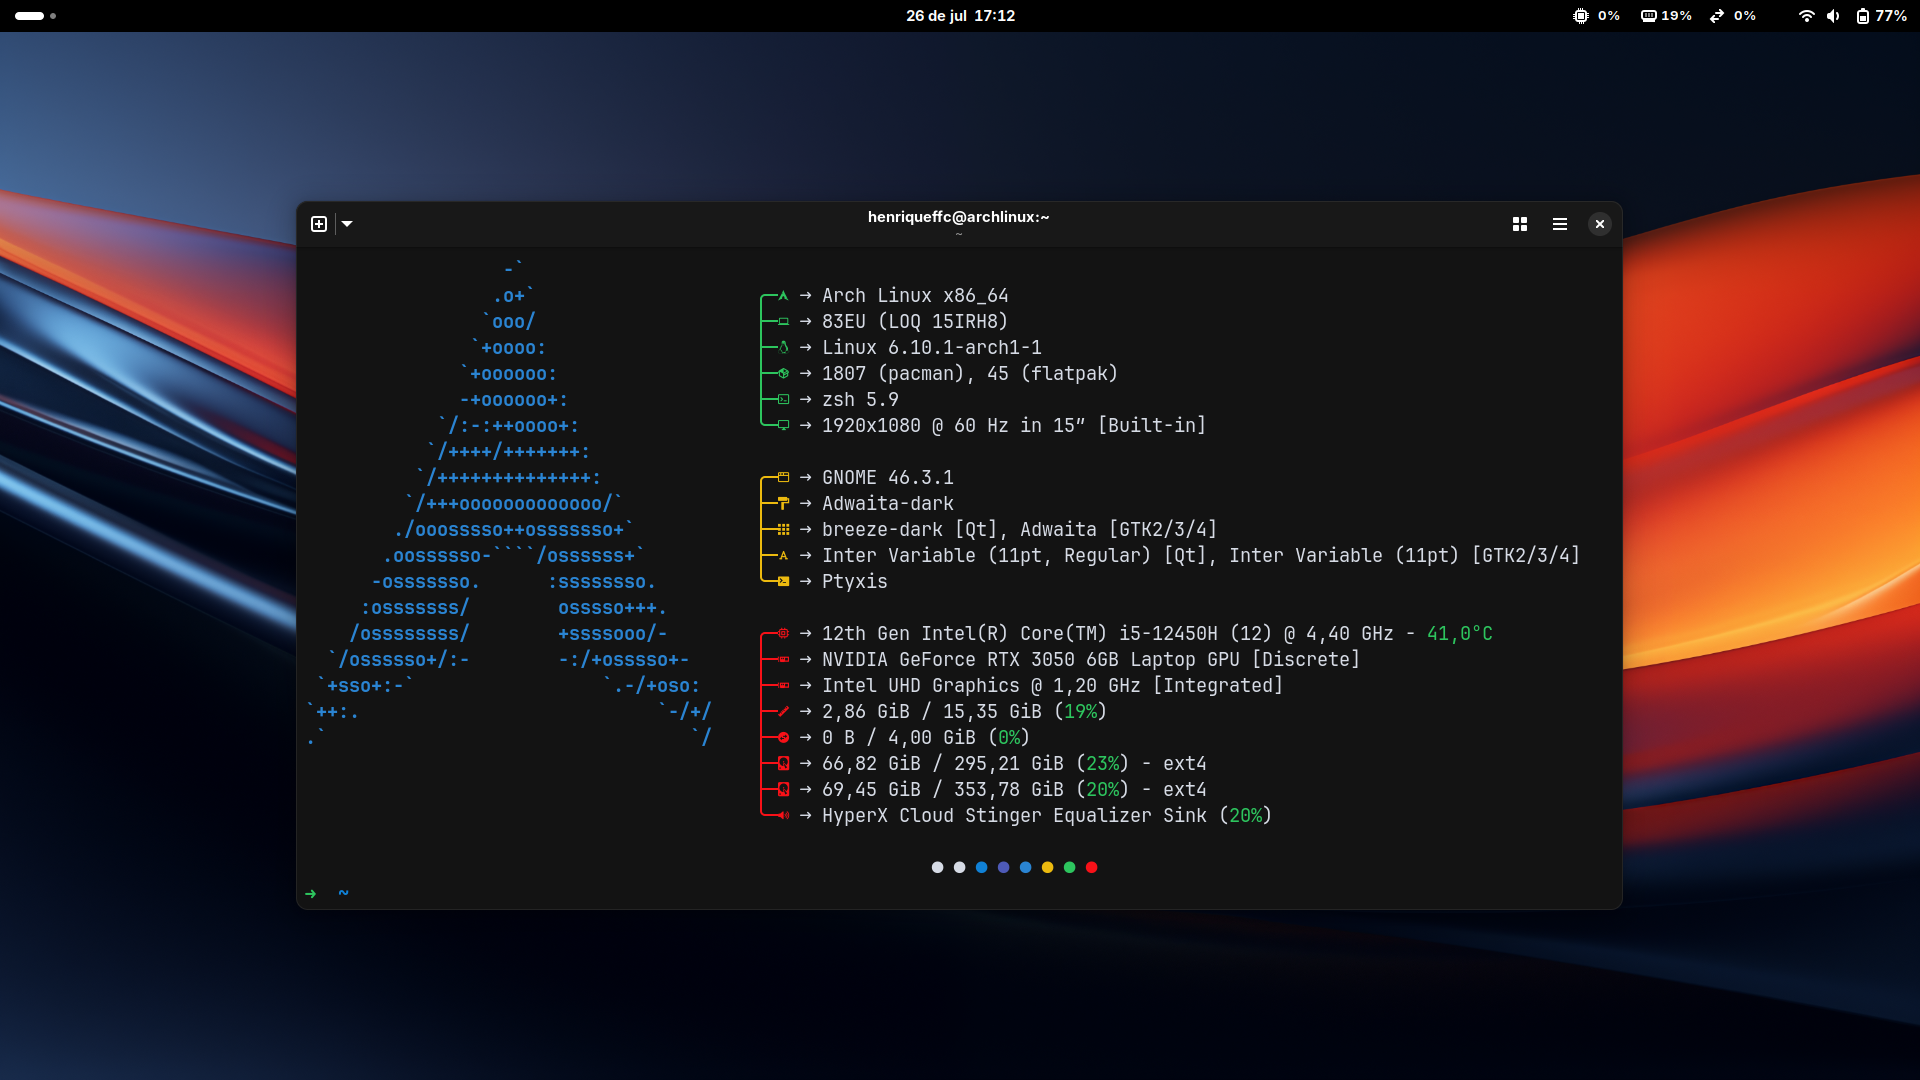 26 de jul 17:12
0% 19% 0% 77%
henriqueffc@archlinux:~
~
-`
.o+`
`ooo/
`+oooo:
`+oooooo:
-+oooooo+:
`/:-:++oooo+:
`/++++/+++++++:
`/++++++++++++++:
`/+++ooooooooooooo/`
./ooosssso++osssssso+`
.oossssso-````/ossssss+`
-osssssso.      :ssssssso.
:osssssss/        osssso+++.
/ossssssss/        +ssssooo/-
`/ossssso+/:-        -:/+osssso+-
`+sso+:-`                 `.-/+oso:
`++:.                           `-/+/
.`                                 `/
→ Arch Linux x86_64
→ 83EU (LOQ 15IRH8)
→ Linux 6.10.1-arch1-1
→ 1807 (pacman), 45 (flatpak)
→ zsh 5.9
→ 1920x1080 @ 60 Hz in 15″ [Built-in]
→ GNOME 46.3.1
→ Adwaita-dark
→ breeze-dark [Qt], Adwaita [GTK2/3/4]
→ Inter Variable (11pt, Regular) [Qt], Inter Variable (11pt) [GTK2/3/4]
→ Ptyxis
→ 12th Gen Intel(R) Core(TM) i5-12450H (12) @ 4,40 GHz - 41,0°C
→ NVIDIA GeForce RTX 3050 6GB Laptop GPU [Discrete]
→ Intel UHD Graphics @ 1,20 GHz [Integrated]
→ 2,86 GiB / 15,35 GiB (19%)
→ 0 B / 4,00 GiB (0%)
→ 66,82 GiB / 295,21 GiB (23%) - ext4
→ 69,45 GiB / 353,78 GiB (20%) - ext4
→ HyperX Cloud Stinger Equalizer Sink (20%)
➜ ~